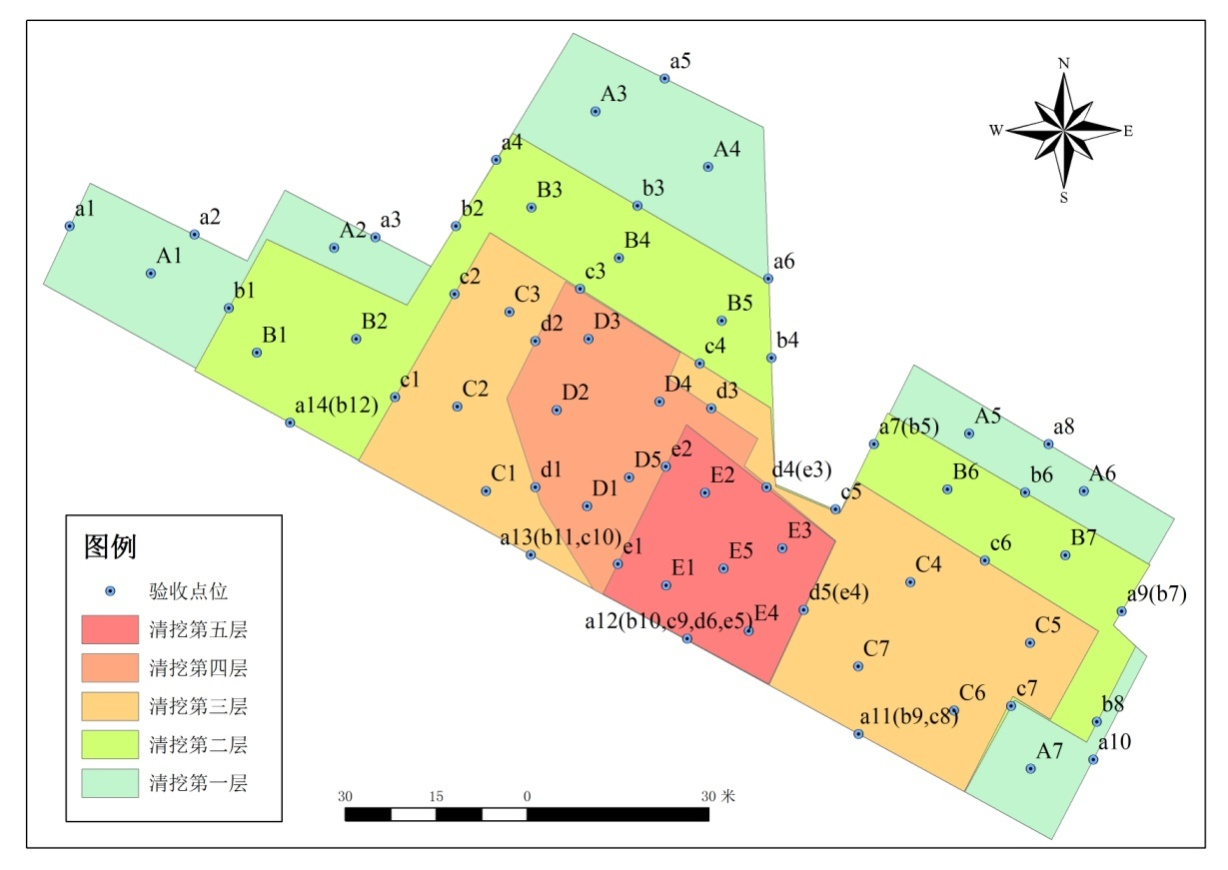 a5
N
A3
W
E
a4
A4
S
B3
b3
a1
a2
b2
A2
a3
A1
B4
a6
c2
c3
b1
C3
B5
B1
B2
d2
D3
b4
c4
c1
C2
D2
D4
d3
a14(b12)
a7(b5)
A5
a8
D5
e2
B6
b6
A6
C1
d1
D1
E2
d4(e3)
c5
a13(b11,c10)
e1
E3
c6
B7
E1
E5
C4
d5(e4)
a9(b7)
a12(b10,c9,d6,e5)
E4
C5
C7
C6
c7
b8
a11(b9,c8)
A7
a10
图例
验收点位
清挖第五层
清挖第四层
清挖第三层
清挖第二层
清挖第一层
30 15 0 30 米